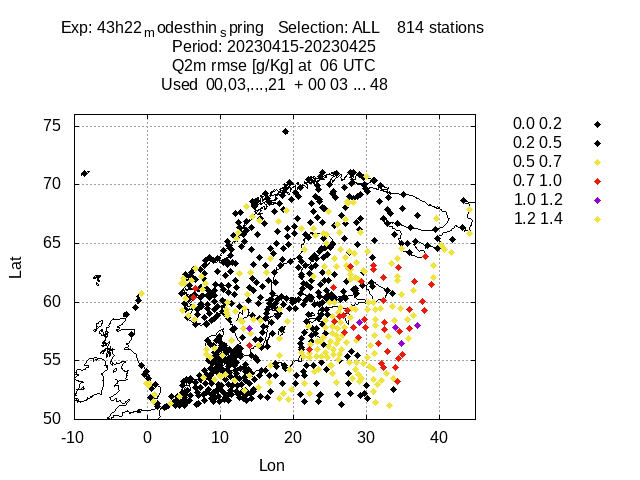 Exp: 43h22modesthinspring   Selection: ALL    814 stations
Period: 20230415-20230425
Q2m rmse [g/Kg] at  06 UTC
Used  00,03,...,21  + 00 03 ... 48
0.0 0.2
0.2 0.5
0.5 0.7
0.7 1.0
1.0 1.2
1.2 1.4
75
70
65
60
55
50
Lat
-10 0 10 20 30 40
Lon